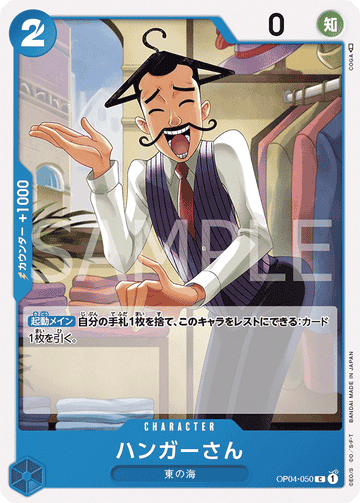 2
0
知
COGA
カウンター +1000
SAMPLE
起動メイン 自分の手札1枚を捨て、このキャラをレストにできる:カード
1枚を引く。
CHARACTER
ハンガーさん
東の海
OP04-050 C 1
BANDAI MADE IN JAPAN